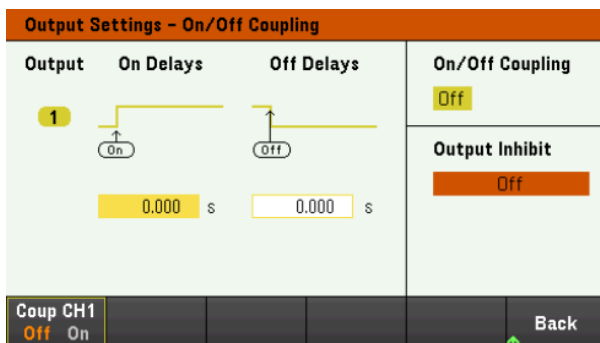 Output Settings - On/Off Coupling
Output On Delays Off Delays
1
On Off
0.000 s 0.000 s
On/Off Coupling
Off
Output Inhibit
Off
Coup CH1
Off On
Back